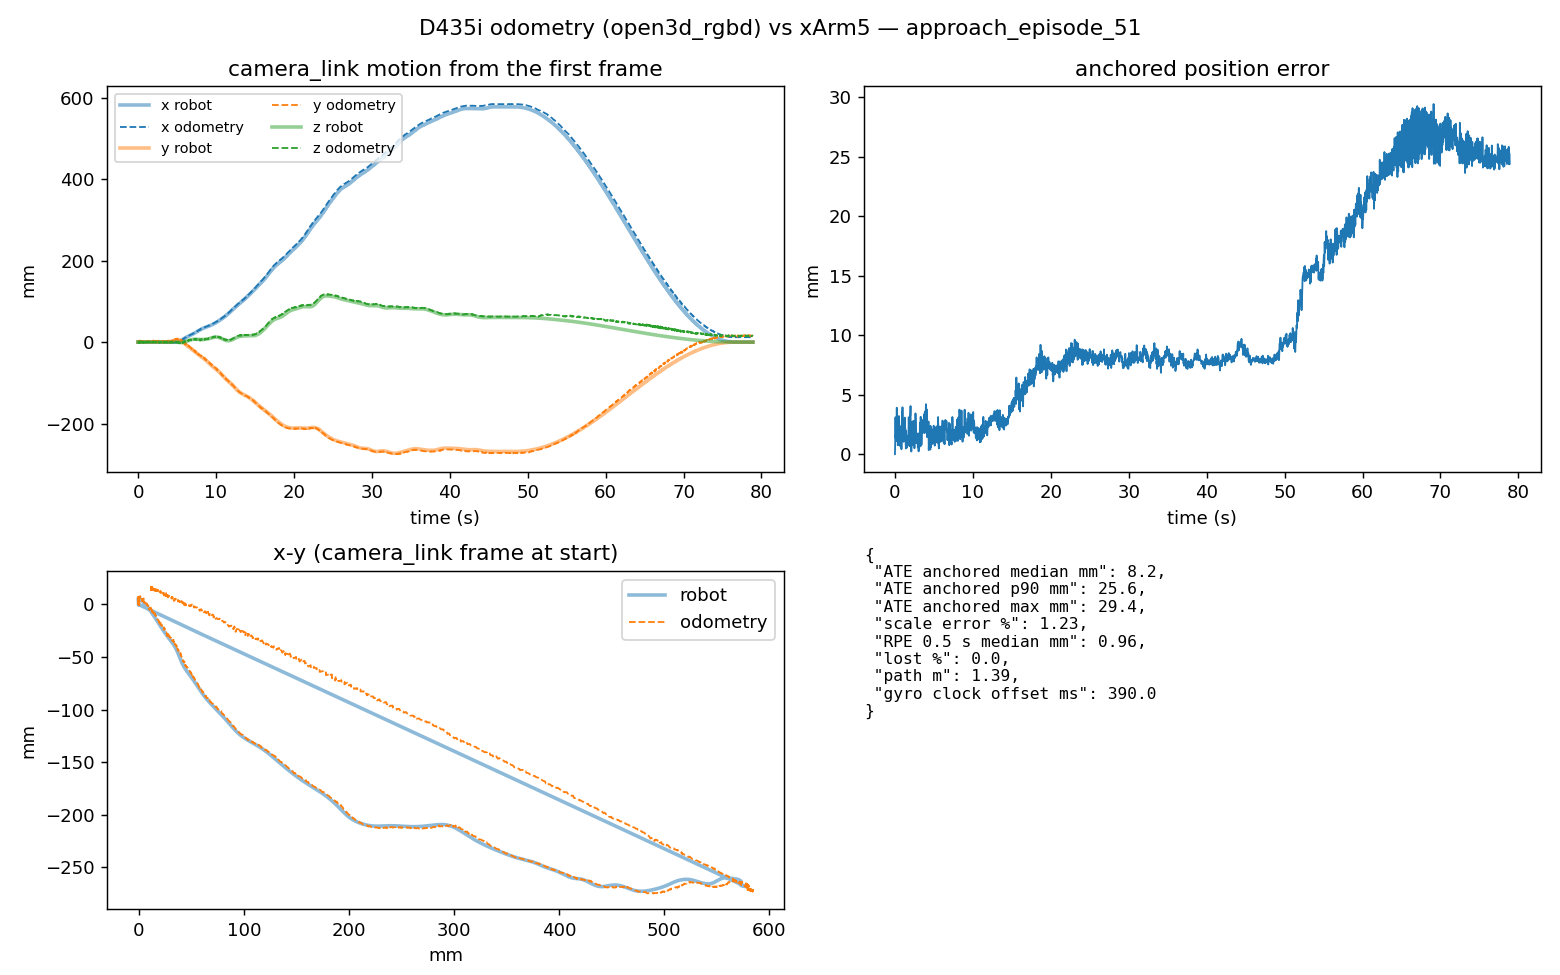 D435i odometry (open3d_rgbd) vs xArm5 — approach_episode_51
camera_link motion from the first frame
600
400
200
0
−200
mm
x robot
x odometry
y robot
y odometry
z robot
z odometry
0 10 20 30 40 50 60 70 80
time (s)
anchored position error
30
25
20
15
10
5
0
mm
0 10 20 30 40 50 60 70 80
time (s)
x-y (camera_link frame at start)
0
−50
−100
−150
−200
−250
mm
robot
odometry
0 100 200 300 400 500 600
mm
{
"ATE anchored median mm": 8.2,
"ATE anchored p90 mm": 25.6,
"ATE anchored max mm": 29.4,
"scale error %": 1.23,
"RPE 0.5 s median mm": 0.96,
"lost %": 0.0,
"path m": 1.39,
"gyro clock offset ms": 390.0
}